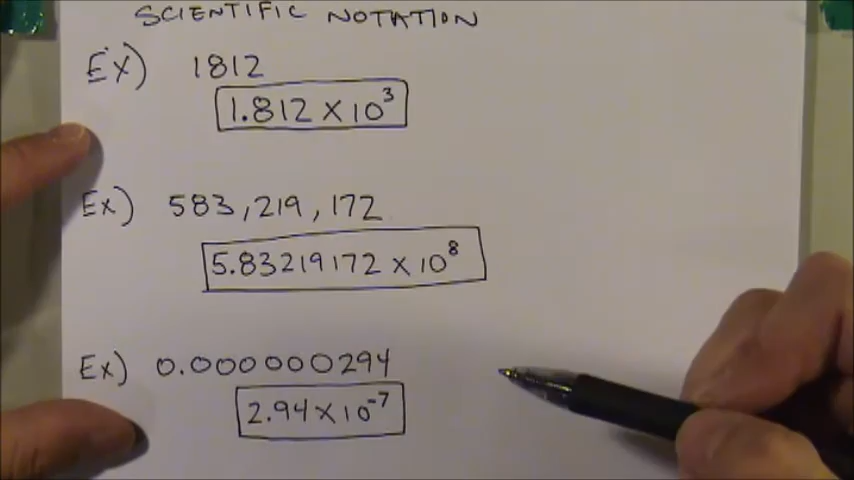 SCIENTIFIC NOTATION
Ex) 1812
1.812 × 10³
Ex) 583,219,172
5.83219172 × 10⁸
Ex) 0.000000294
2.94 × 10⁻⁷